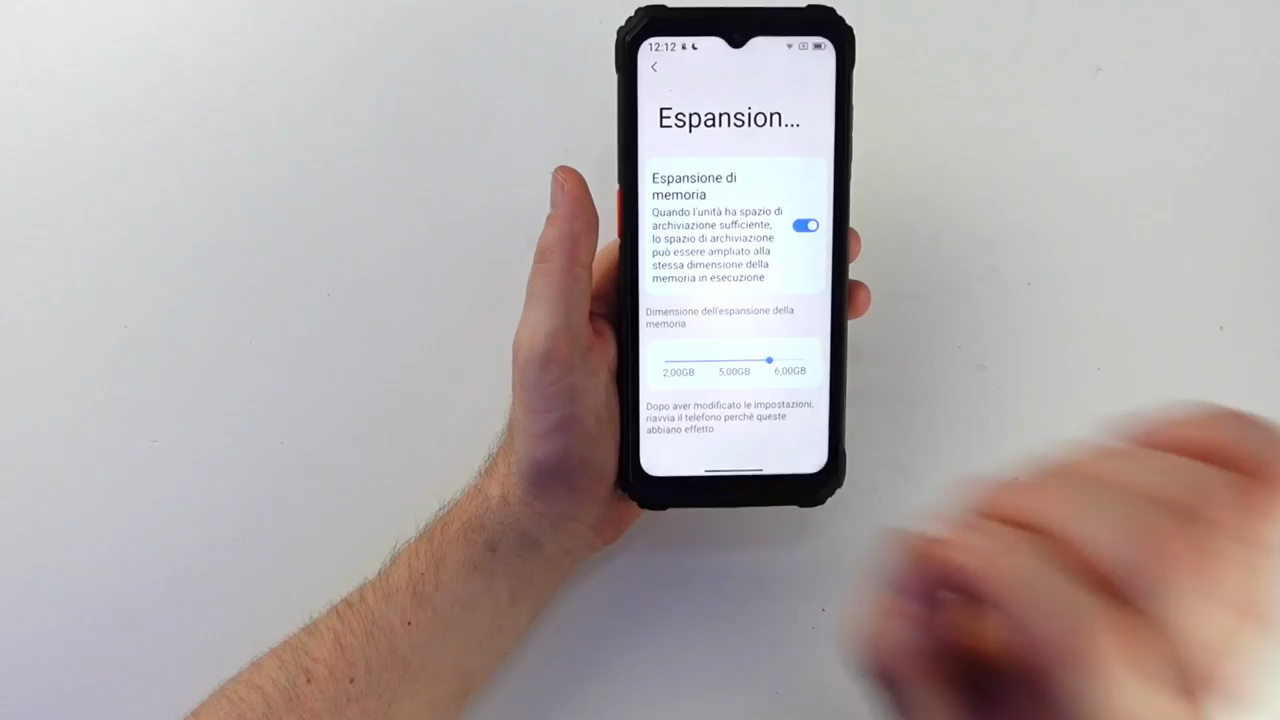 12:12
Espansion...
Espansione di
memoria
Quando l'unità ha spazio di
archiviazione sufficiente,
lo spazio di archiviazione
può essere ampliato alla
stessa dimensione della
memoria in esecuzione
Dimensione dell'espansione della
memoria
2,00GB 5,00GB 6,00GB
Dopo aver modificato le impostazioni,
riavvia il telefono perché queste
abbiano effetto